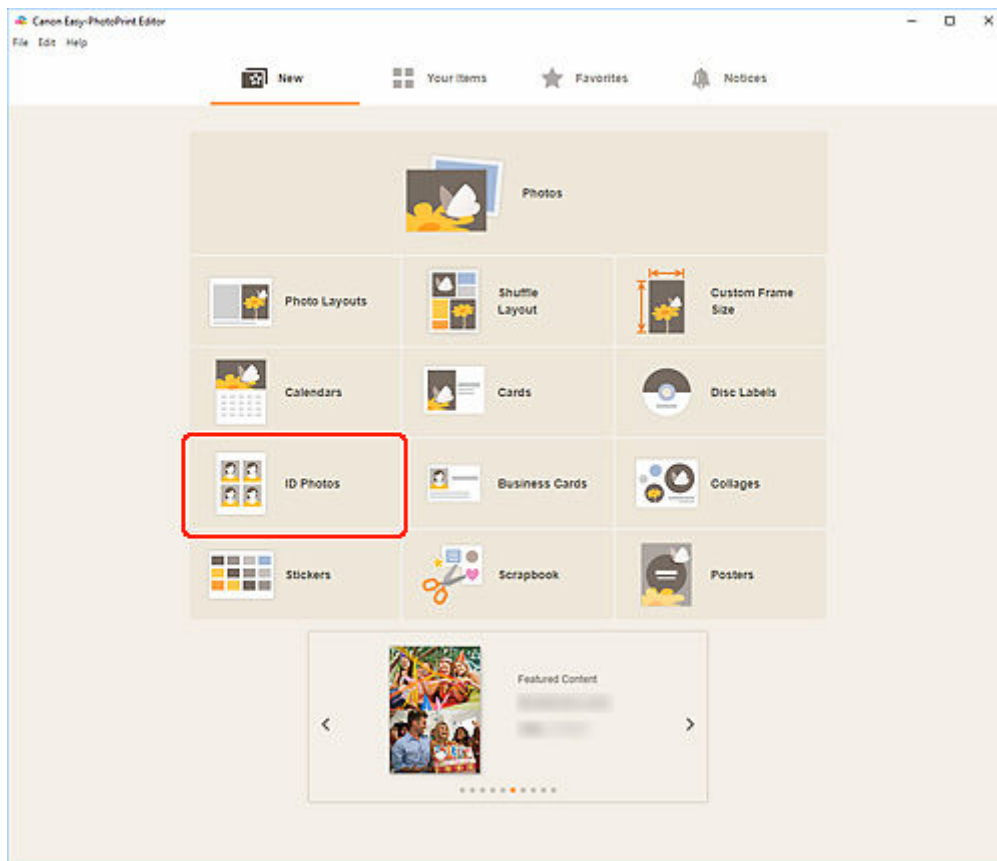 Canon Easy-PhotoPrint Editor
File Edit Help
New
Your Items
Favorites
Notices
Photos
Photo Layouts
Shuffle
Layout
Custom Frame
Size
Calendars
Cards
Disc Labels
ID Photos
Business Cards
Collages
Stickers
Scrapbook
Posters
Featured Content